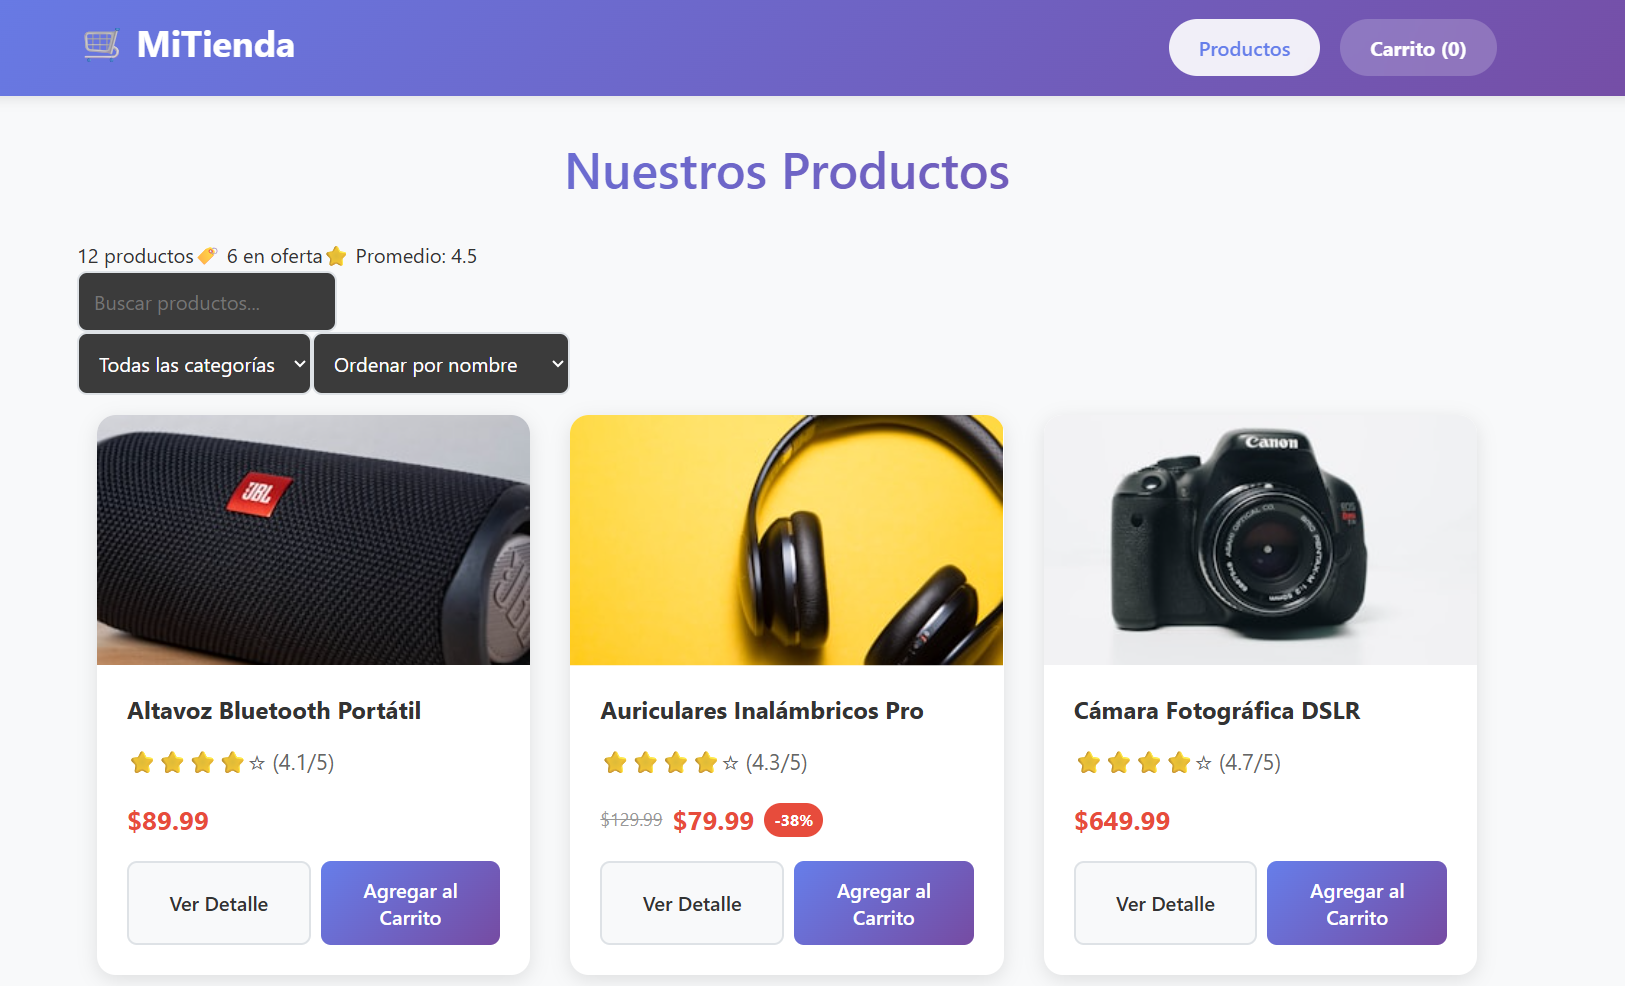 MiTienda
Productos
Carrito (0)
Nuestros Productos
12 productos🏷️ 6 en oferta⭐ Promedio: 4.5
Buscar productos...
Todas las categorías
Ordenar por nombre
JBL
Canon
EOS
Altavoz Bluetooth Portátil
⭐⭐⭐⭐☆ (4.1/5)
$89.99
Ver Detalle
Agregar al
Carrito
Auriculares Inalámbricos Pro
⭐⭐⭐⭐☆ (4.3/5)
$129.99 $79.99 -38%
Ver Detalle
Agregar al
Carrito
Cámara Fotográfica DSLR
⭐⭐⭐⭐☆ (4.7/5)
$649.99
Ver Detalle
Agregar al
Carrito